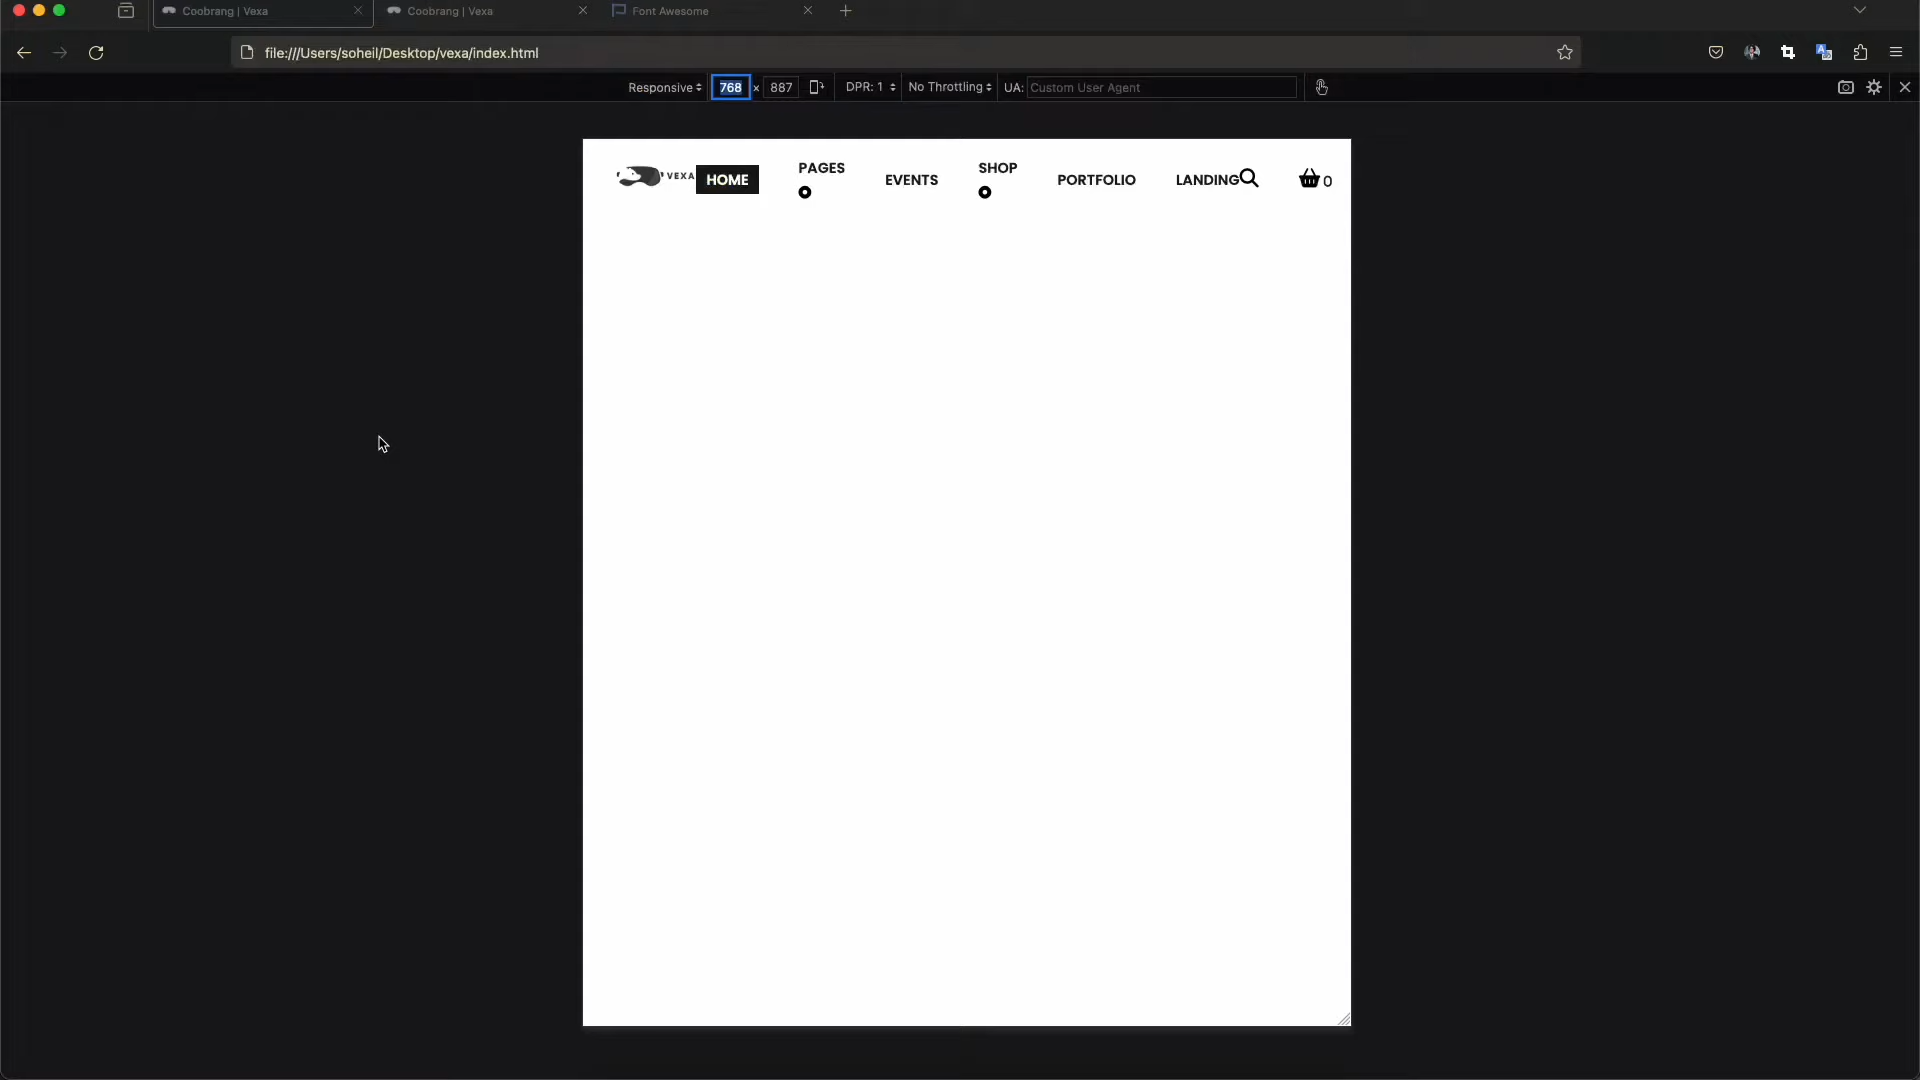 Coobrang | Vexa
Coobrang | Vexa
Font Awesome
file:///Users/soheil/Desktop/vexa/index.html
Responsive 768 × 887 DPR: 1 No Throttling UA: Custom User Agent
VEXA HOME PAGES EVENTS SHOP PORTFOLIO LANDING 0